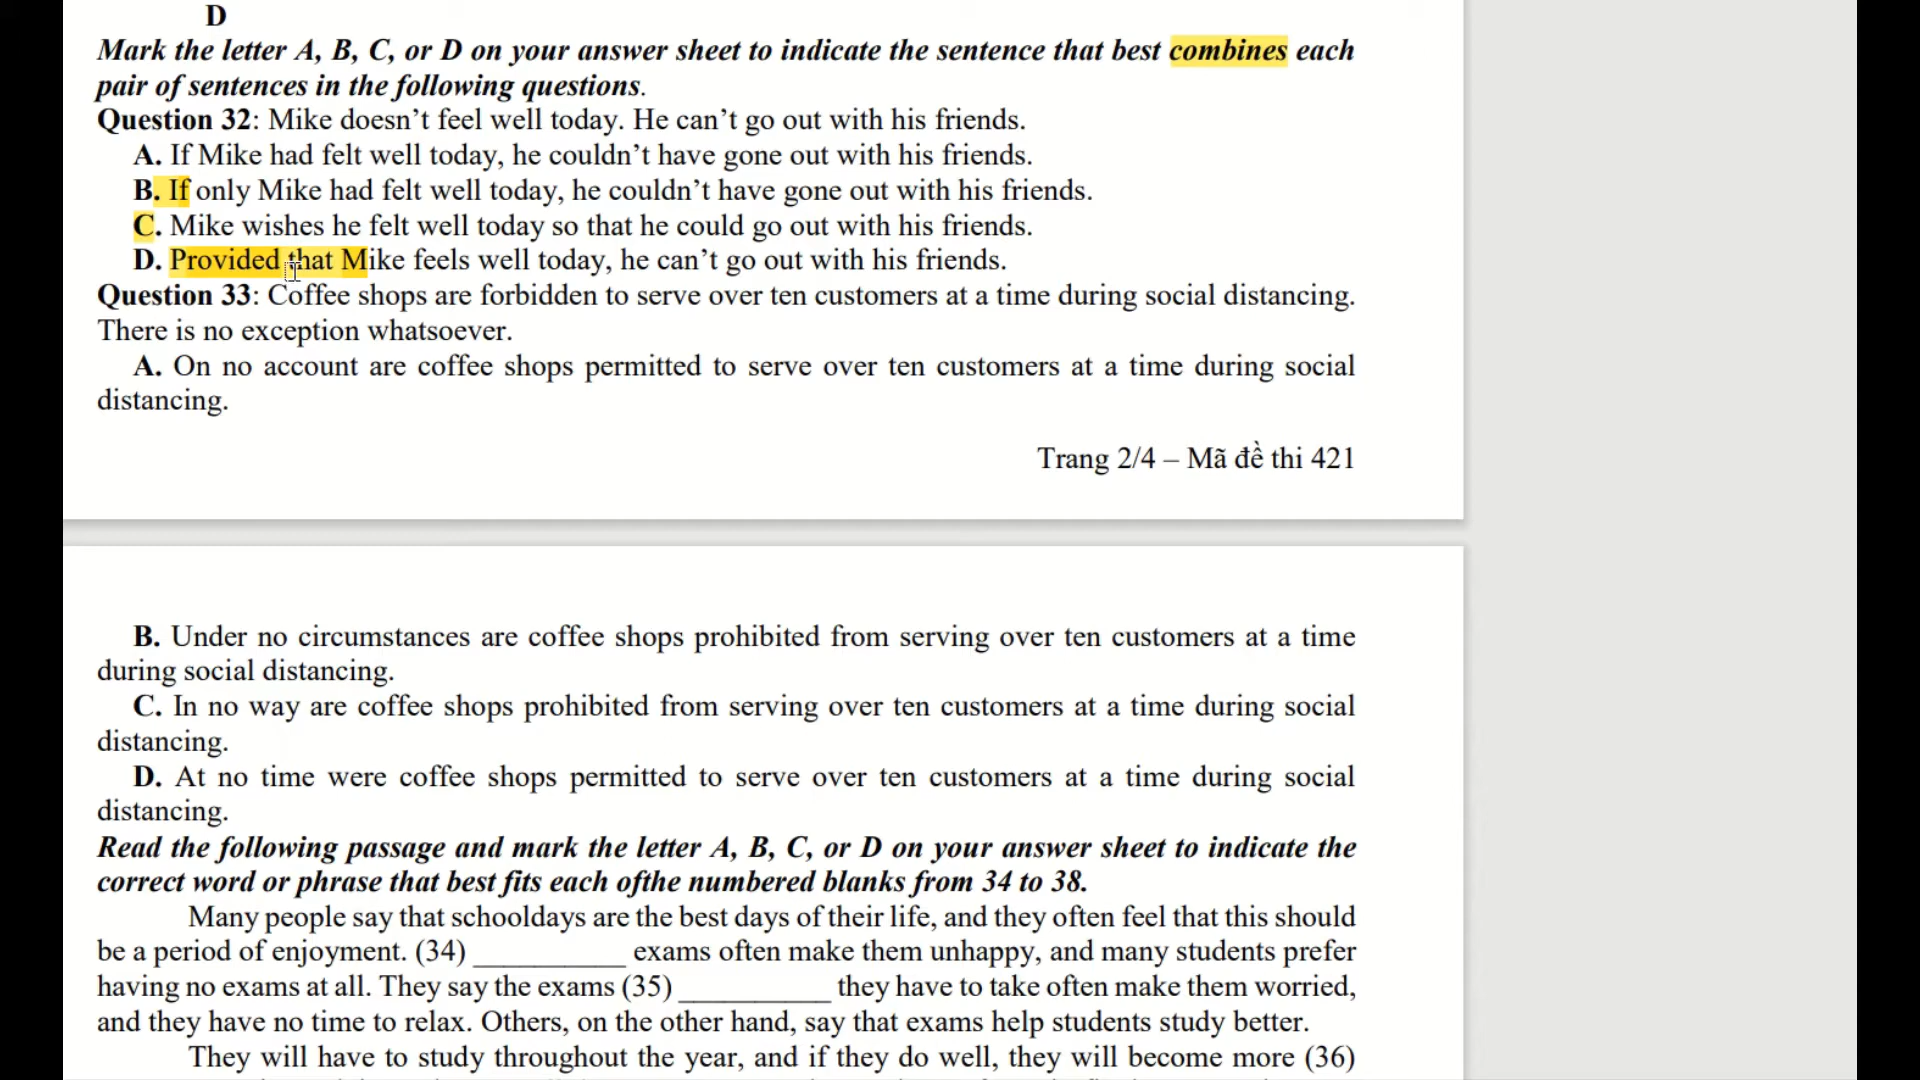 D
Mark the letter A, B, C, or D on your answer sheet to indicate the sentence that best combines each
pair of sentences in the following questions.
Question 32: Mike doesn’t feel well today. He can’t go out with his friends.
A. If Mike had felt well today, he couldn’t have gone out with his friends.
B. If only Mike had felt well today, he couldn’t have gone out with his friends.
C. Mike wishes he felt well today so that he could go out with his friends.
D. Provided that Mike feels well today, he can’t go out with his friends.
Question 33: Coffee shops are forbidden to serve over ten customers at a time during social distancing.
There is no exception whatsoever.
A. On no account are coffee shops permitted to serve over ten customers at a time during social
distancing.
Trang 2/4 – Mã đề thi 421
B. Under no circumstances are coffee shops prohibited from serving over ten customers at a time
during social distancing.
C. In no way are coffee shops prohibited from serving over ten customers at a time during social
distancing.
D. At no time were coffee shops permitted to serve over ten customers at a time during social
distancing.
Read the following passage and mark the letter A, B, C, or D on your answer sheet to indicate the
correct word or phrase that best fits each ofthe numbered blanks from 34 to 38.
Many people say that schooldays are the best days of their life, and they often feel that this should
be a period of enjoyment. (34) __________ exams often make them unhappy, and many students prefer
having no exams at all. They say the exams (35) __________ they have to take often make them worried,
and they have no time to relax. Others, on the other hand, say that exams help students study better.
They will have to study throughout the year, and if they do well, they will become more (36)